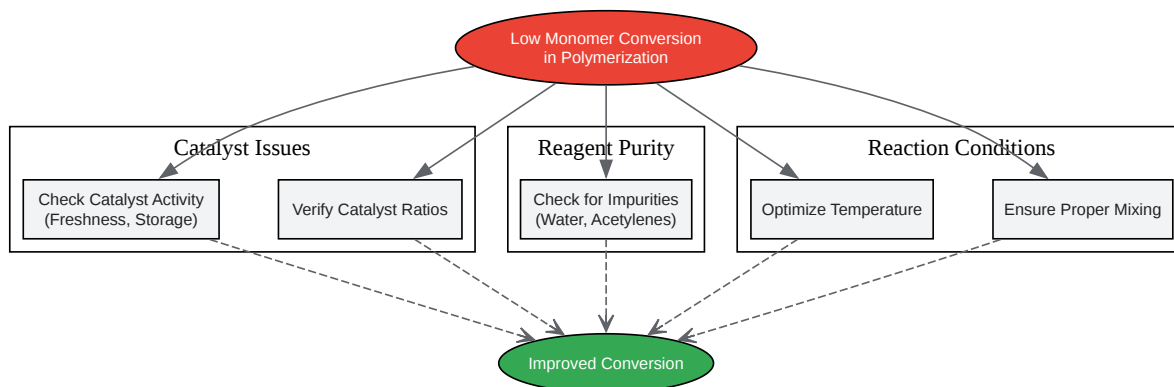 Low Monomer Conversion
in Polymerization
Catalyst Issues
Reagent Purity
Reaction Conditions
Check Catalyst Activity
(Freshness, Storage)
Verify Catalyst Ratios
Check for Impurities
(Water, Acetylenes)
Optimize Temperature
Ensure Proper Mixing
Improved Conversion